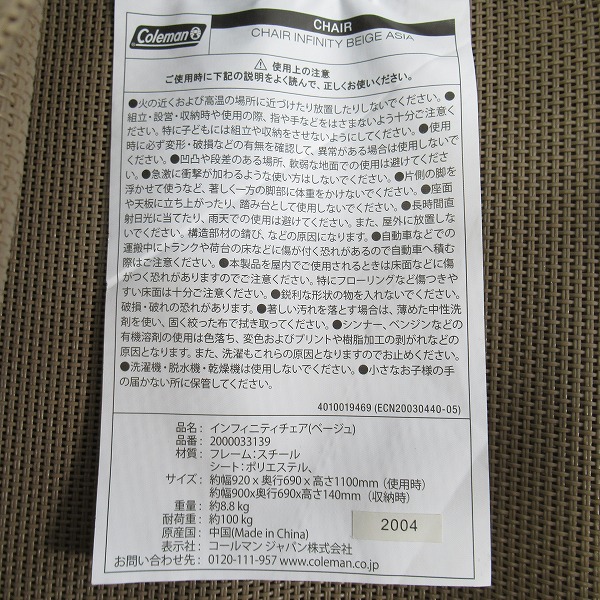 Coleman
CHAIR
CHAIR INFINITY BEIGE ASIA
⚠ 使用上の注意
ご使用時に下記の説明をよく読んで、正しくお使いください。
●火の近くおよび高温の場所に近づけたり放置したりしないでください。●
組立・設営・収納時や使用の際、指や手などをはさまないよう十分ご注意く
ださい。特に子どもには組立や収納をさせないようにしてください。●使用
時に必ず変形・破損などの有無を確認して、異常がある場合は使用しないで
ください。●凹凸や段差のある場所、軟弱な地面での使用は避けてくださ
い。●急激に衝撃が加わるような使い方はしないでください。●片側の脚を
浮かせて使うなど、著しく一方の脚部に体重をかけないでください。●座面
や天板に立ち上がったり、踏み台として使用しないでください。●長時間直
射日光に当てたり、雨天での使用は避けてください。また、屋外に放置しな
いでください。構造部材の錆び、などの原因になります。●自動車などでの
運搬中にトランクや荷台の床などに傷が付く恐れがあるので自動車へ積む
際はご注意ください。●本製品を屋内でご使用されるときは床面などに傷
がつく恐れがありますのでご注意ください。特にフローリングなど傷つきや
すい床面は十分ご注意ください。●鋭利な形状の物を入れないでください。
破損・破れの恐れがあります。●著しい汚れを落とす場合は、薄めた中性洗
剤を使い、固く絞った布で拭き取ってください。●シンナー、ベンジンなどの
有機溶剤の使用は色落ち、変色およびプリントや樹脂加工の剥がれなどの
原因となります。また、洗濯もこれらの原因となりますのでお止めください。
●洗濯機・脱水機・乾燥機は使用しないでください。●小さなお子様の手
の届かない所に保管してください。
4010019469 (ECN20030440-05)
品名: インフィニティチェア(ベージュ)
品番: 2000033139
材質: フレーム:スチール
シート:ポリエステル、
サイズ: 約幅920×奥行690×高さ1100mm(使用時)
約幅900x奥行690x高さ140mm(収納時)
重量: 約8.8kg
耐荷重: 約100kg
原産国: 中国(Made in China)
表示社: コールマン ジャパン株式会社
お問い合わせ先: 0120-111-957 www.coleman.co.jp
2004